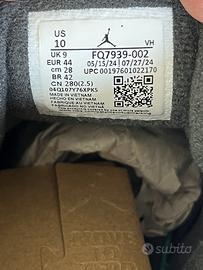 US
10
VH
UK 9
FQ7939-002
EUR 44
05/15/24 07/27/24
cm 28
UPC 00197601022170
BR 42
CN 280(2.5)
04Q107Y76XPKS
MADE IN VIETNAM
FABRIQUÉ AU VIETNAM
HECHO EN VIETNAM
subito